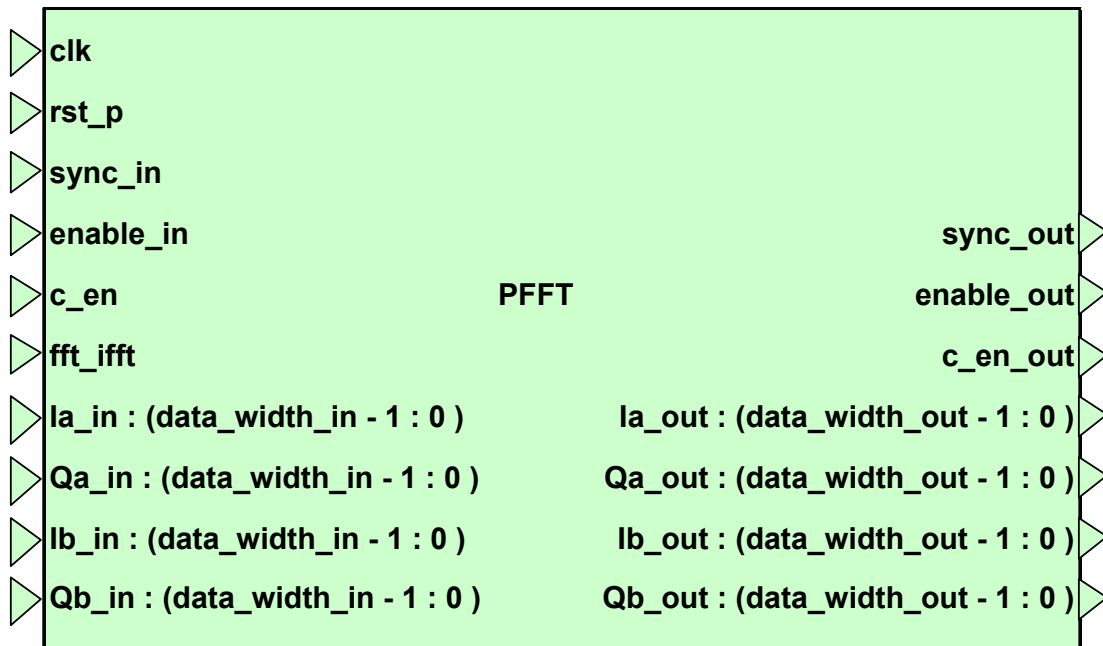 clk
rst_p
sync_in
enable_in sync_out
c_en PFFT enable_out
fft_ifft c_en_out
Ia_in : (data_width_in - 1 : 0 ) Ia_out : (data_width_out - 1 : 0 )
Qa_in : (data_width_in - 1 : 0 ) Qa_out : (data_width_out - 1 : 0 )
Ib_in : (data_width_in - 1 : 0 ) Ib_out : (data_width_out - 1 : 0 )
Qb_in : (data_width_in - 1 : 0 ) Qb_out : (data_width_out - 1 : 0 )